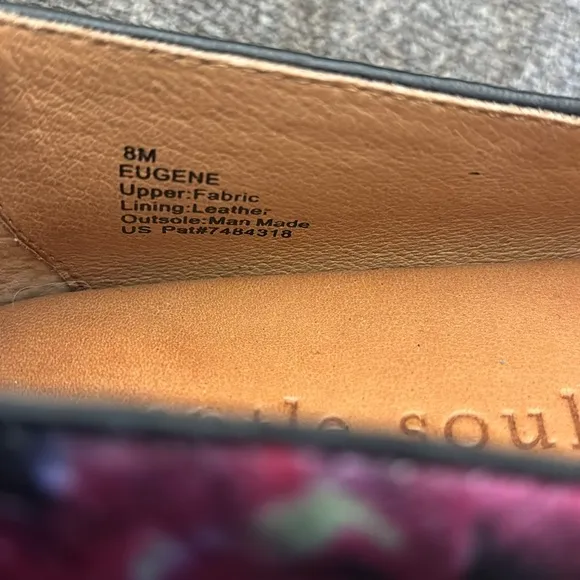 8M
EUGENE
Upper:Fabric
Lining:Leather
Outsole:Man Made
US Pat#7484318
soul